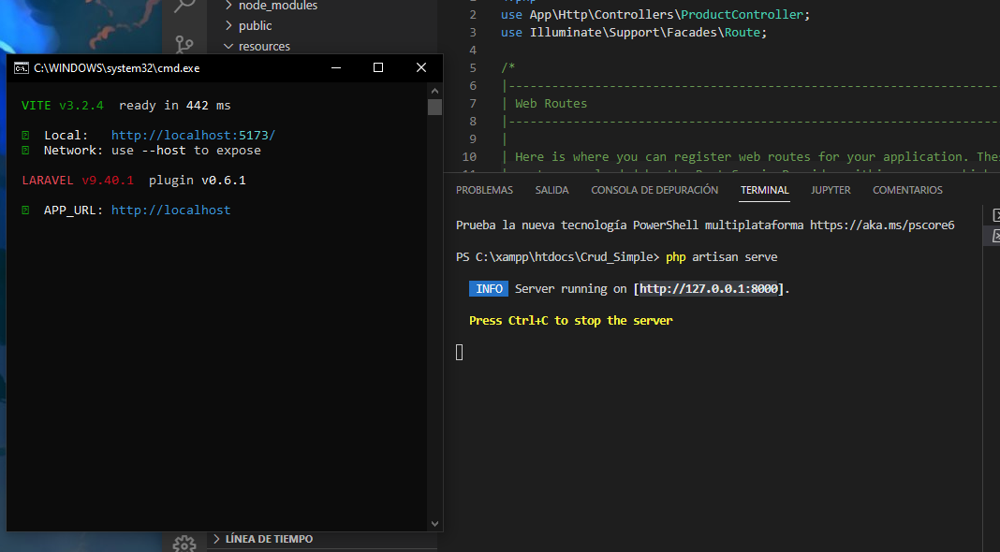 node_modules
public
resources
C:\WINDOWS\system32\cmd.exe
VITE v3.2.4 ready in 442 ms
Local: http://localhost:5173/
Network: use --host to expose
LARAVEL v9.40.1 plugin v0.6.1
APP_URL: http://localhost
LÍNEA DE TIEMPO
2 use App\Http\Controllers\ProductController;
3 use Illuminate\Support\Facades\Route;
4
5 /*
6 |--------------------------------------------------------------------
7 | Web Routes
8 |--------------------------------------------------------------------
9 |
10 | Here is where you can register web routes for your application. Thes
PROBLEMAS SALIDA CONSOLA DE DEPURACIÓN TERMINAL JUPYTER COMENTARIOS
Prueba la nueva tecnología PowerShell multiplataforma https://aka.ms/pscore6
PS C:\xampp\htdocs\Crud_Simple> php artisan serve
INFO Server running on [http://127.0.0.1:8000].
Press Ctrl+C to stop the server